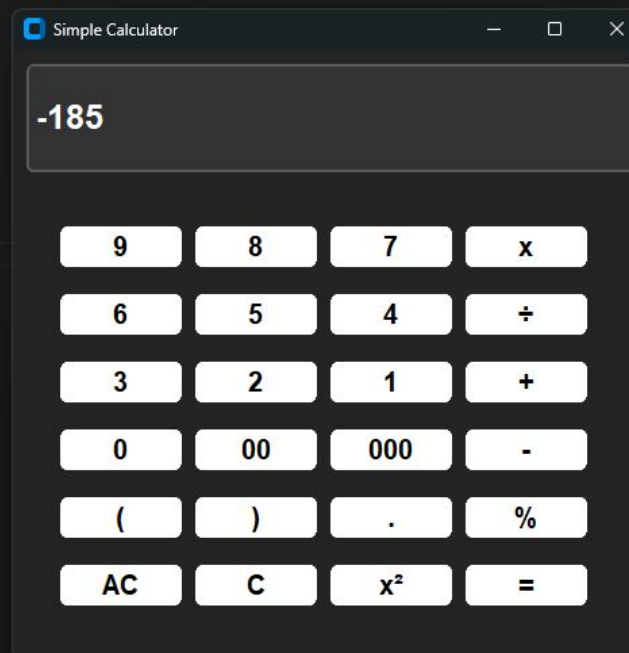 Simple Calculator
-185
9 8 7 x
6 5 4 ÷
3 2 1 +
0 00 000 -
( ) . %
AC C x² =